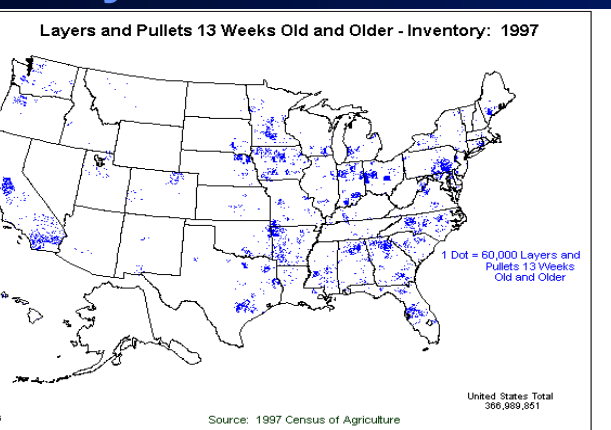 Layers and Pullets 13 Weeks Old and Older - Inventory: 1997
1 Dot = 60,000 Layers and
Pullets 13 Weeks
Old and Older
United States Total
366,989,851
Source: 1997 Census of Agriculture